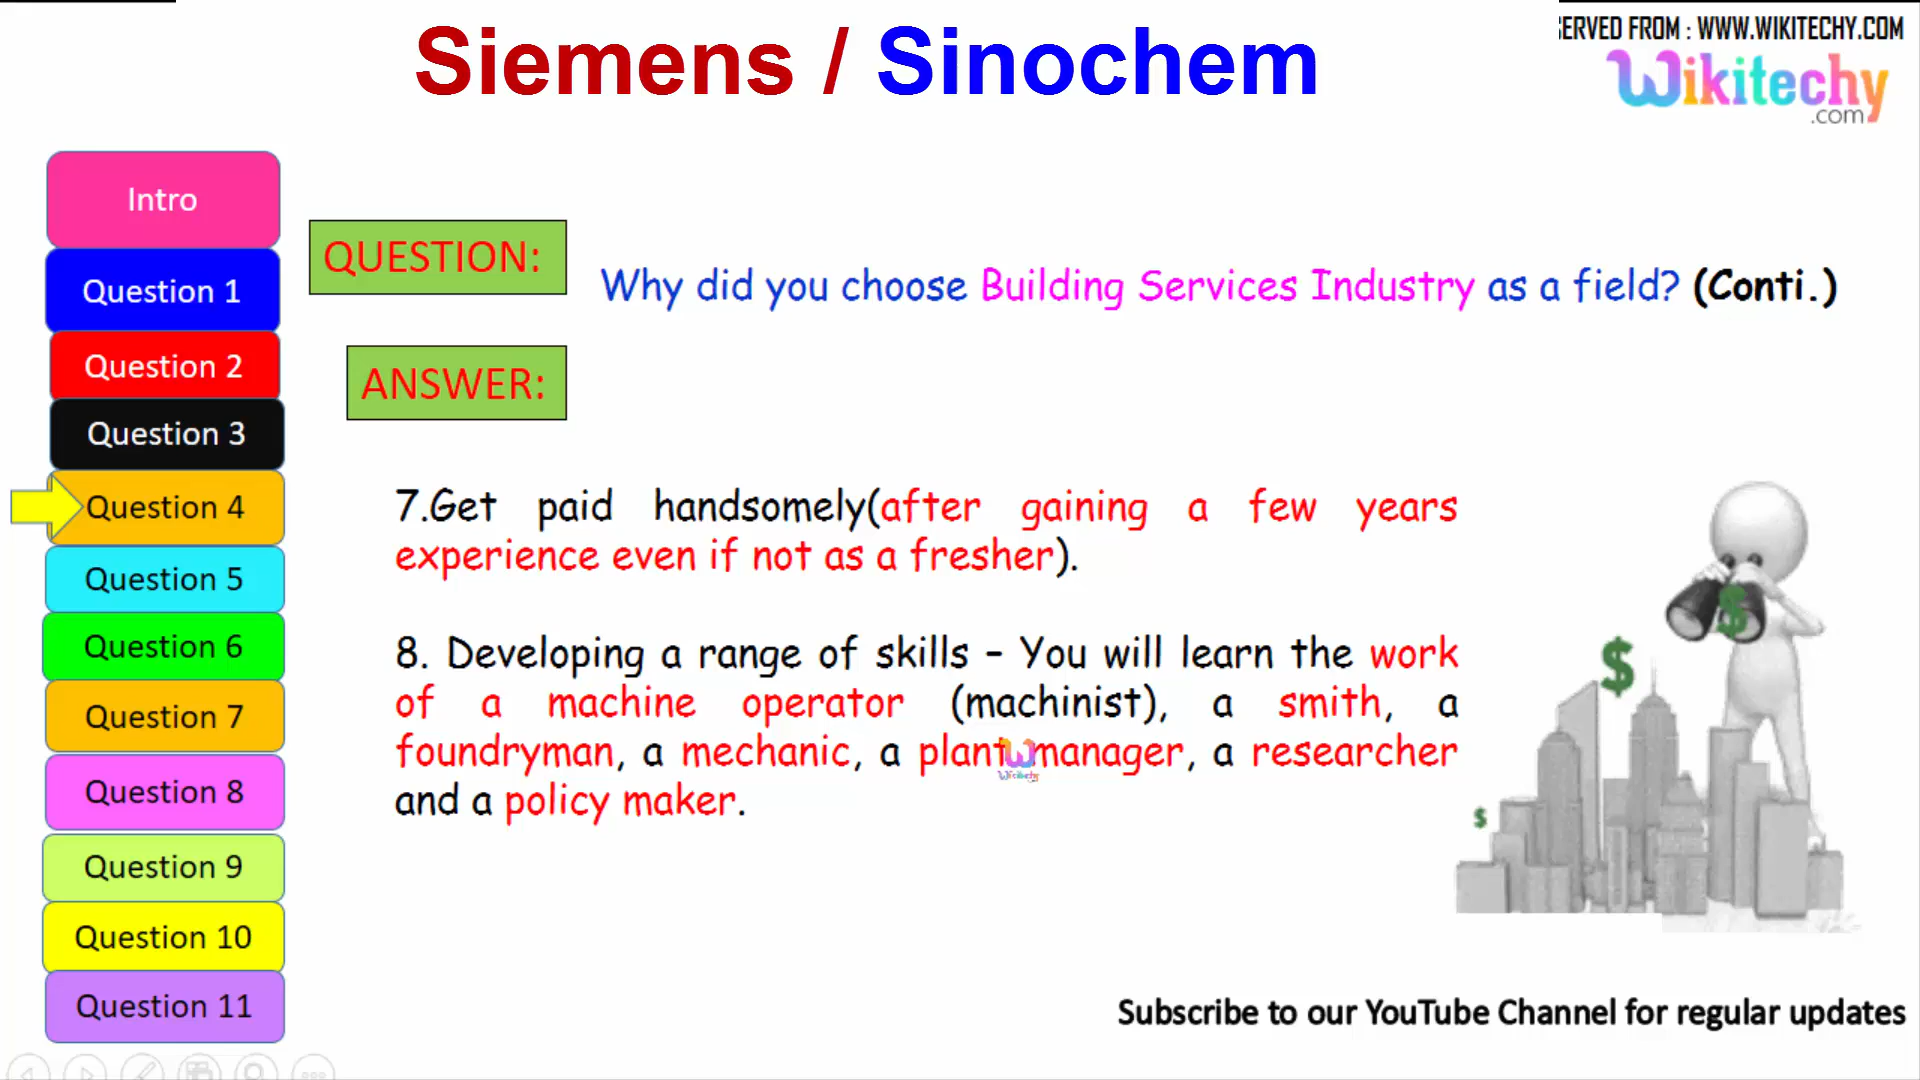 Siemens / Sinochem
SERVED FROM : WWW.WIKITECHY.COM
Wikitechy
.com
Intro
Question 1
Question 2
Question 3
Question 4
Question 5
Question 6
Question 7
Question 8
Question 9
Question 10
Question 11
QUESTION:
Why did you choose Building Services Industry as a field? (Conti.)
ANSWER:
7.Get paid handsomely(after gaining a few years
experience even if not as a fresher).
8. Developing a range of skills – You will learn the work
of a machine operator (machinist), a smith, a
foundryman, a mechanic, a plant manager, a researcher
and a policy maker.
Wikitechy
$
$
$
Subscribe to our YouTube Channel for regular updates